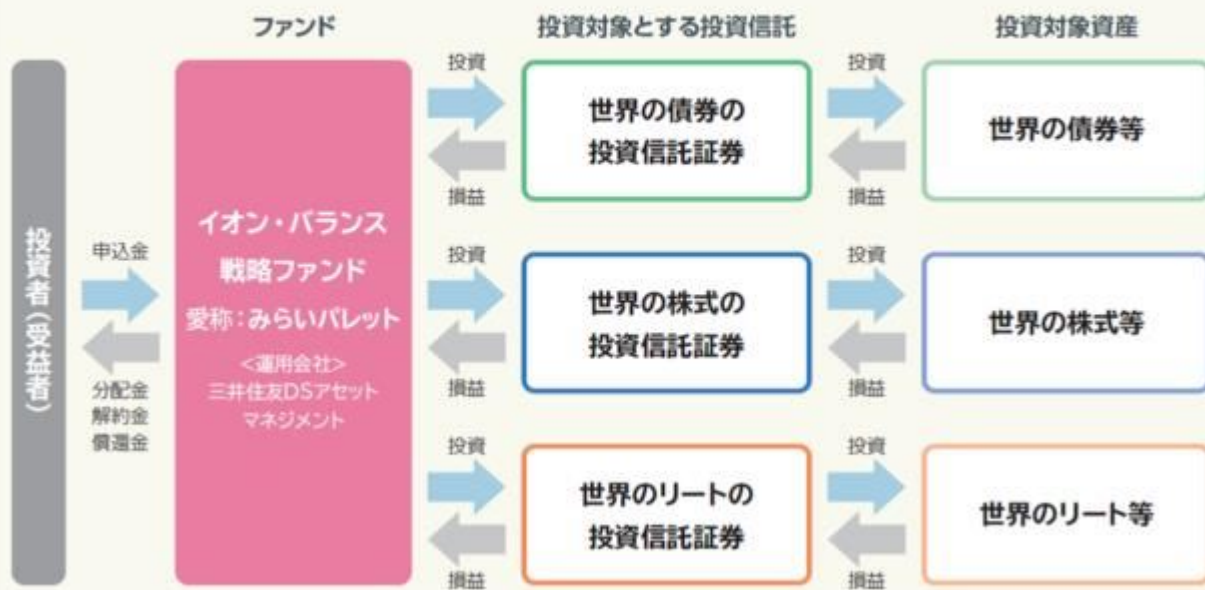 ファンド
投資対象とする投資信託
投資対象資産
投資者(受益者)
申込金
分配金
解約金
償還金
イオン・バランス
戦略ファンド
愛称:みらいパレット
<運用会社>
三井住友DSアセット
マネジメント
投資
損益
世界の債券の
投資信託証券
投資
損益
世界の債券等
投資
損益
世界の株式の
投資信託証券
投資
損益
世界の株式等
投資
損益
世界のリートの
投資信託証券
投資
損益
世界のリート等